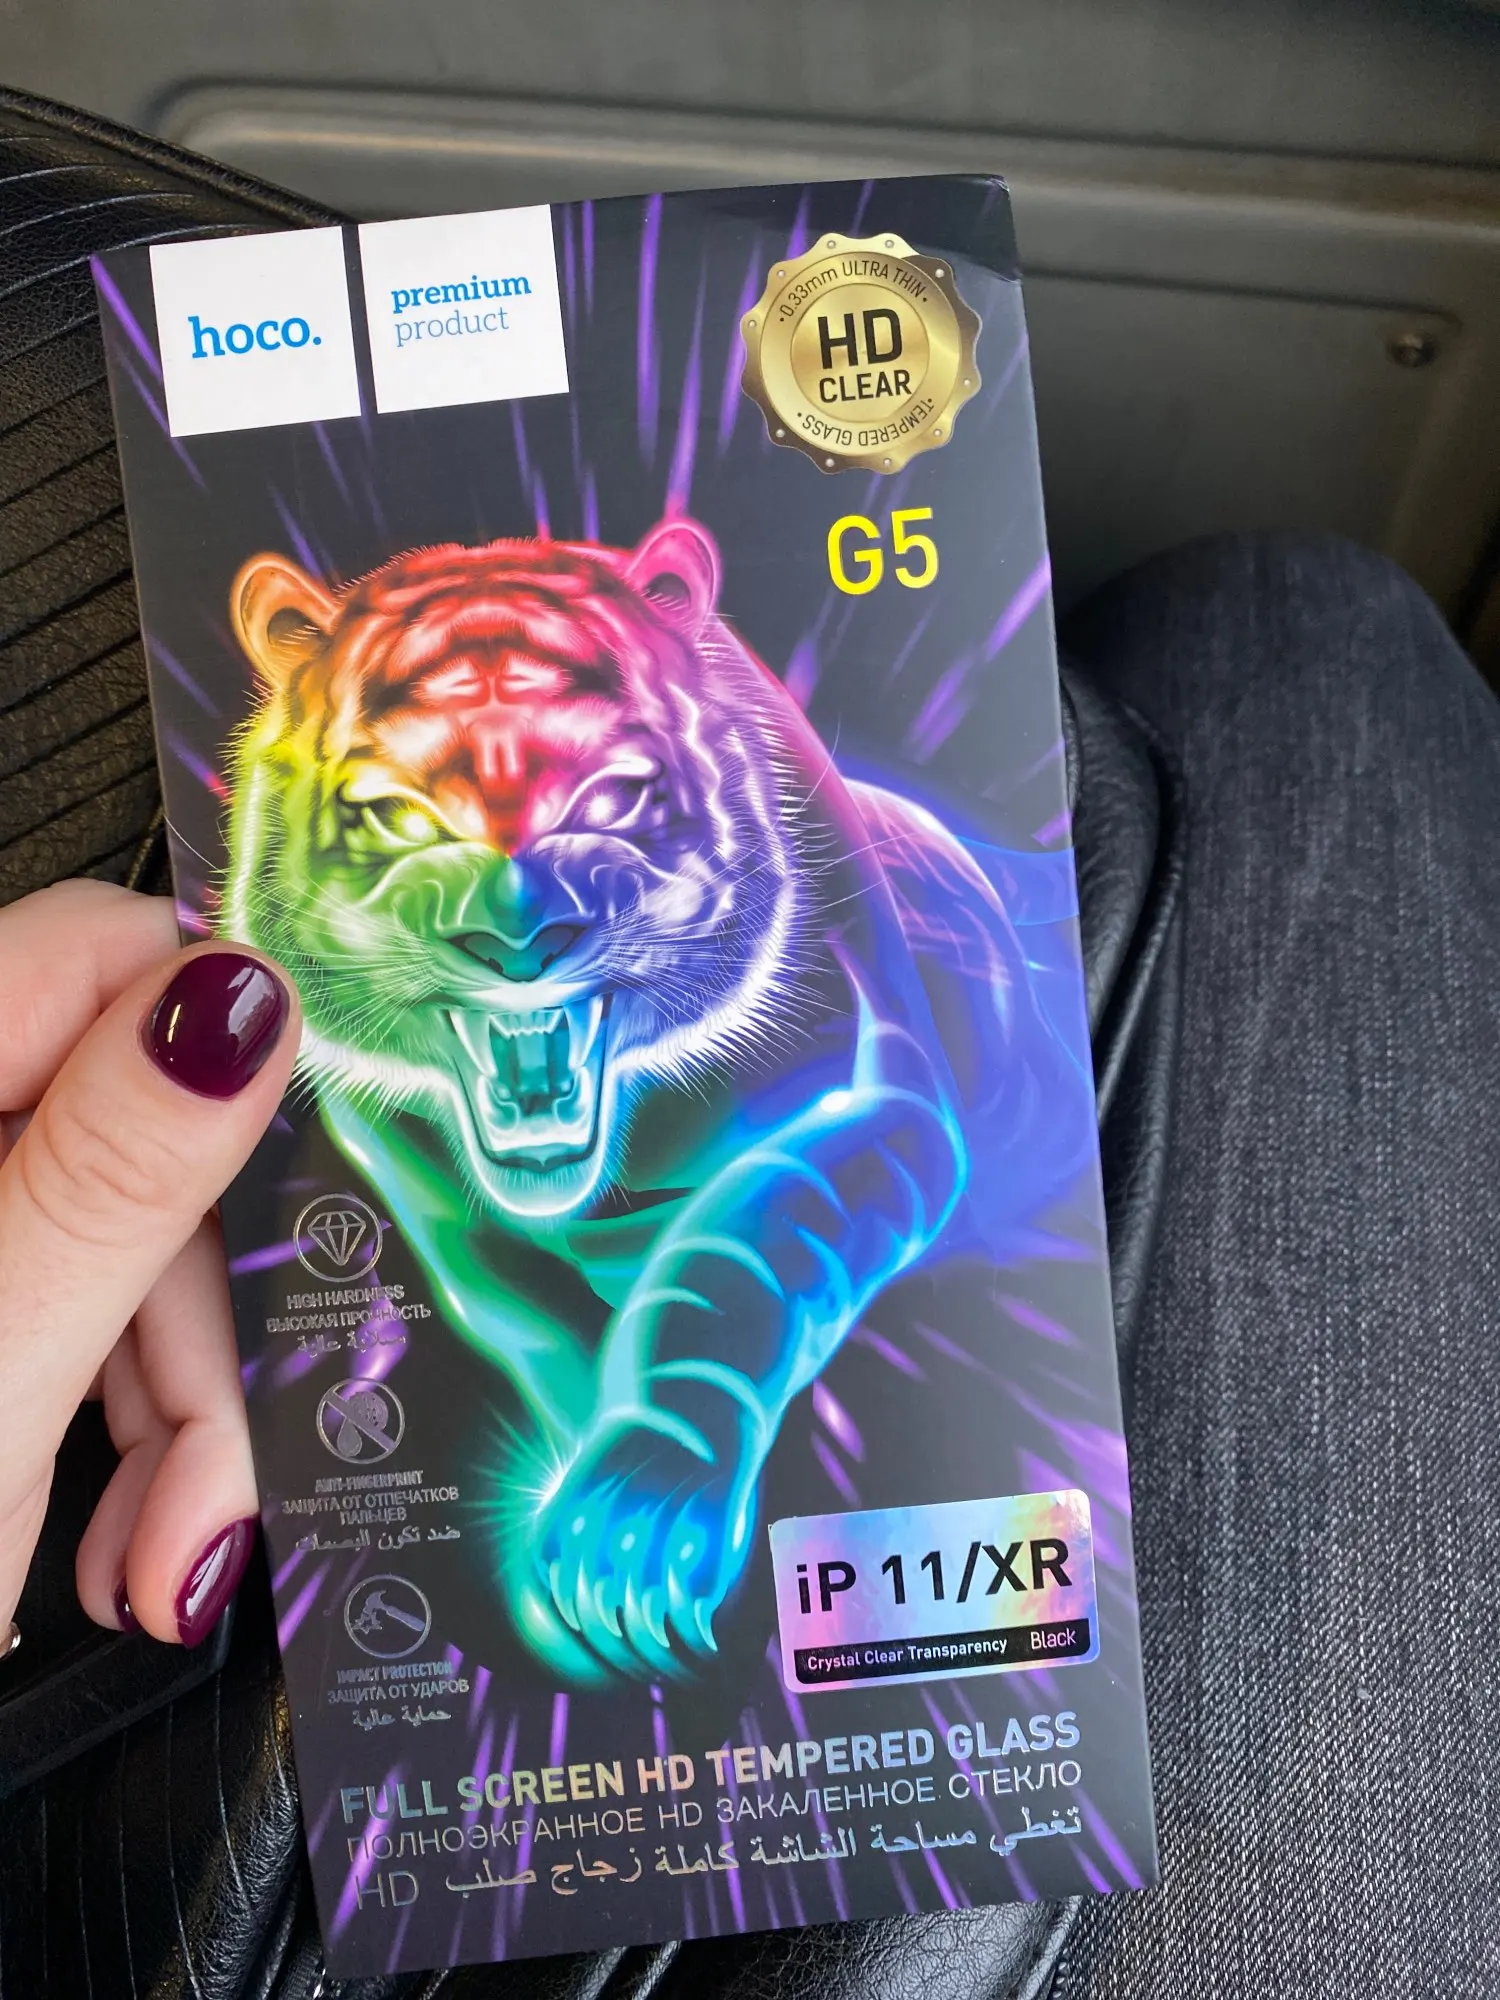 hoco.
premium
product
0.33mm ULTRA THIN
HD
CLEAR
TEMPERED GLASS
G5
HIGH HARDNESS
ВЫСОКАЯ ПРОЧНОСТЬ
صلابة عالية
ANTI-FINGERPRINT
ЗАЩИТА ОТ ОТПЕЧАТКОВ
ПАЛЬЦЕВ
ضد تكون البصمات
IMPACT PROTECTION
ЗАЩИТА ОТ УДАРОВ
حماية عالية
iP 11/XR
Crystal Clear Transparency Black
FULL SCREEN HD TEMPERED GLASS
ПОЛНОЭКРАННОЕ HD ЗАКАЛЕННОЕ СТЕКЛО
تغطي مساحة الشاشة كاملة زجاج صلب HD